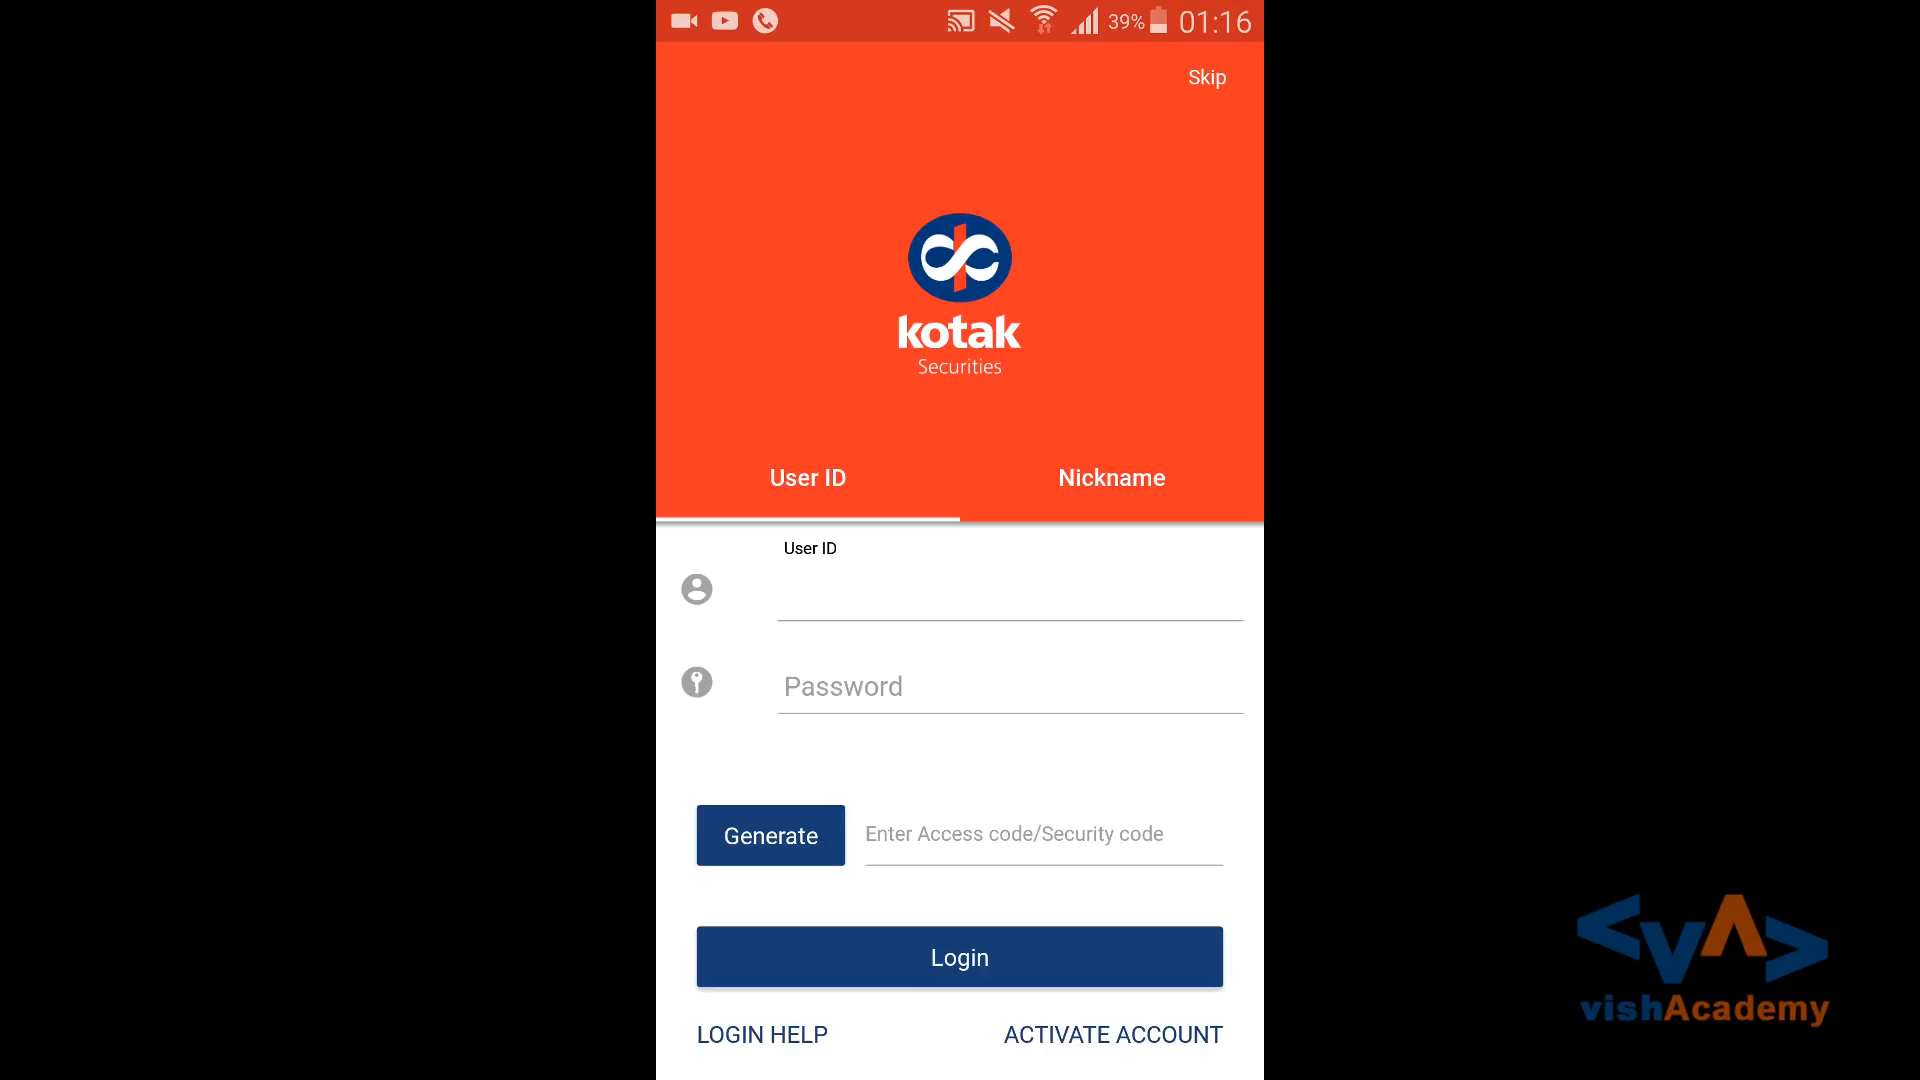 39% 01:16
Skip
kotak
Securities
User ID Nickname
User ID
Password
Generate Enter Access code/Security code
Login
LOGIN HELP ACTIVATE ACCOUNT
<VA>
vishAcademy